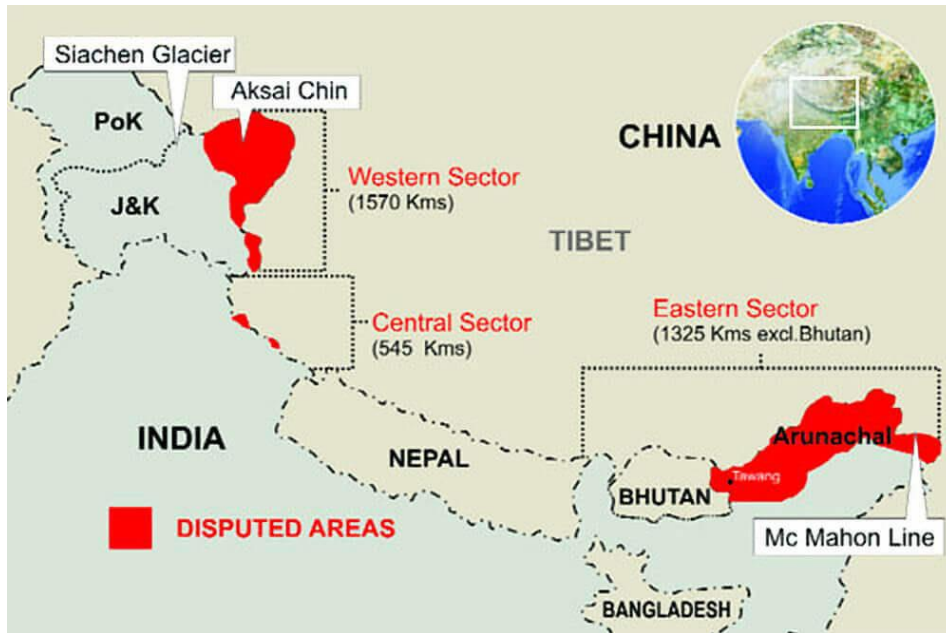 Siachen Glacier
Aksai Chin
PoK
CHINA
Western Sector
(1570 Kms)
J&K
TIBET
Eastern Sector
(1325 Kms excl.Bhutan)
Central Sector
(545 Kms)
INDIA
NEPAL
Arunachal
Tawang
BHUTAN
DISPUTED AREAS
Mc Mahon Line
BANGLADESH